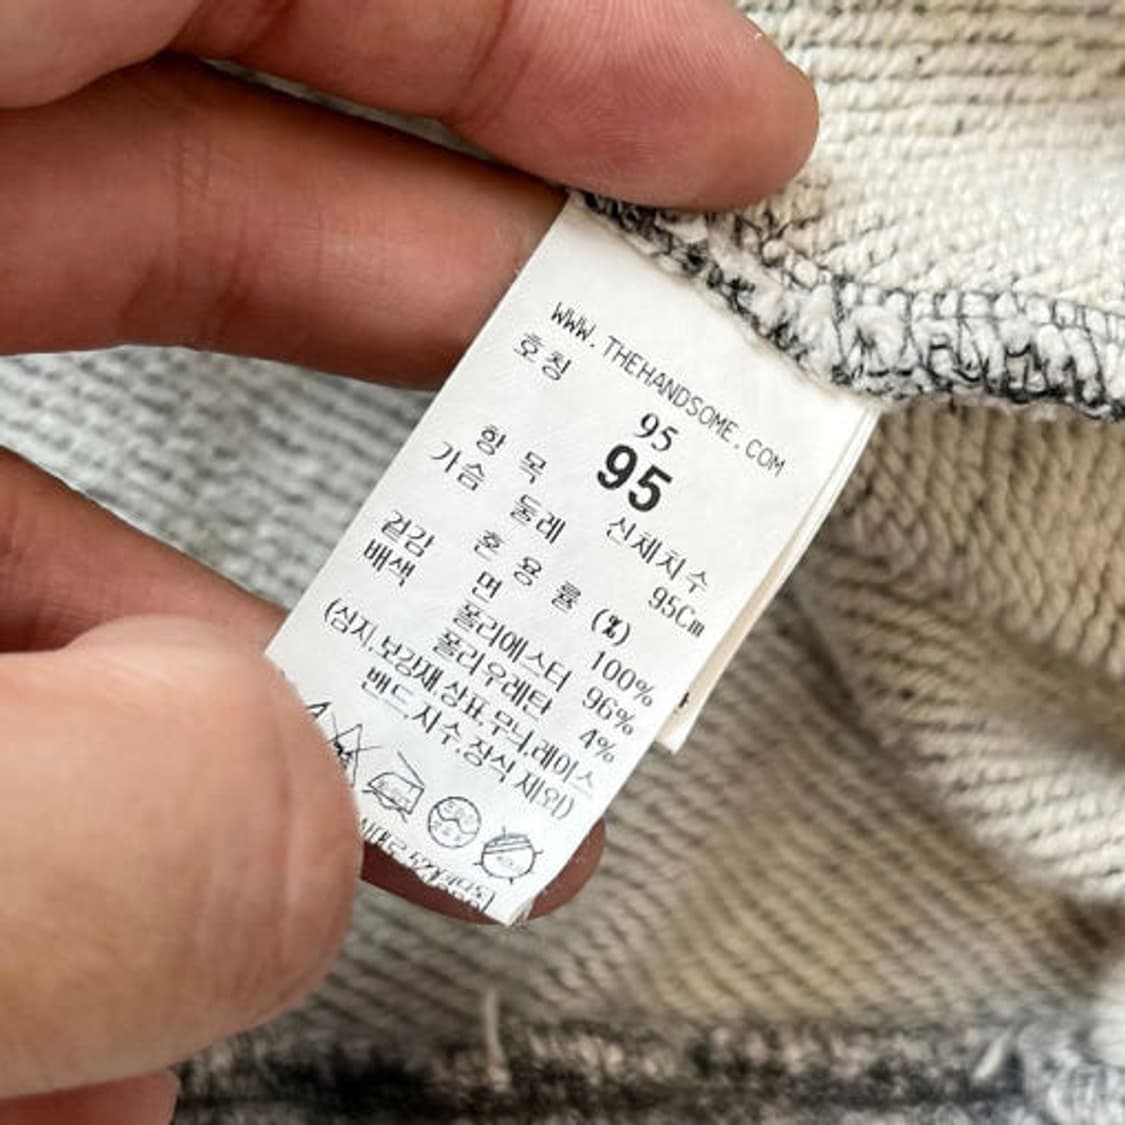 WWW.THEHANDSOME.COM
호칭 95
95
항 목 신체치수
가슴 둘레 95Cm
혼 용 률 (%)
겉감 면 100%
배색 폴리에스터 96%
폴리우레탄 4%
(심지.보강재.상표.무늬.레이스
밴드.자수.장식 제외)